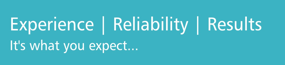 Experience | Reliability | Results
It's what you expect...